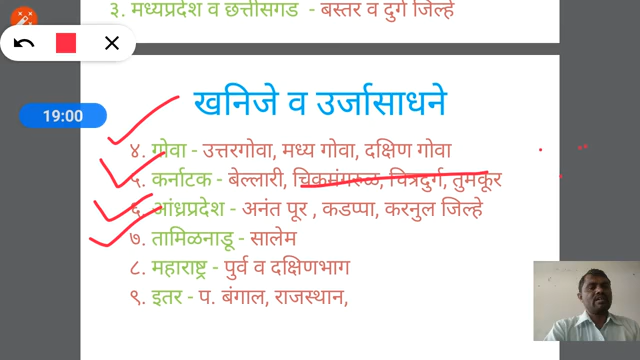 ३. मध्यप्रदेश व छत्तीसगड - बस्तर व दुर्ग जिल्हे
खनिजे व उर्जासाधने
19:00
४. गोवा - उत्तरगोवा, मध्य गोवा, दक्षिण गोवा
५. कर्नाटक - बेल्लारी, चिकमंगरुळ, चित्रदुर्ग, तुमकूर
६. आंध्रप्रदेश - अनंत पूर , कडप्पा, करनुल जिल्हे
७. तामिळनाडू - सालेम
८. महाराष्ट्र - पुर्व व दक्षिणभाग
९. इतर - प. बंगाल, राजस्थान,